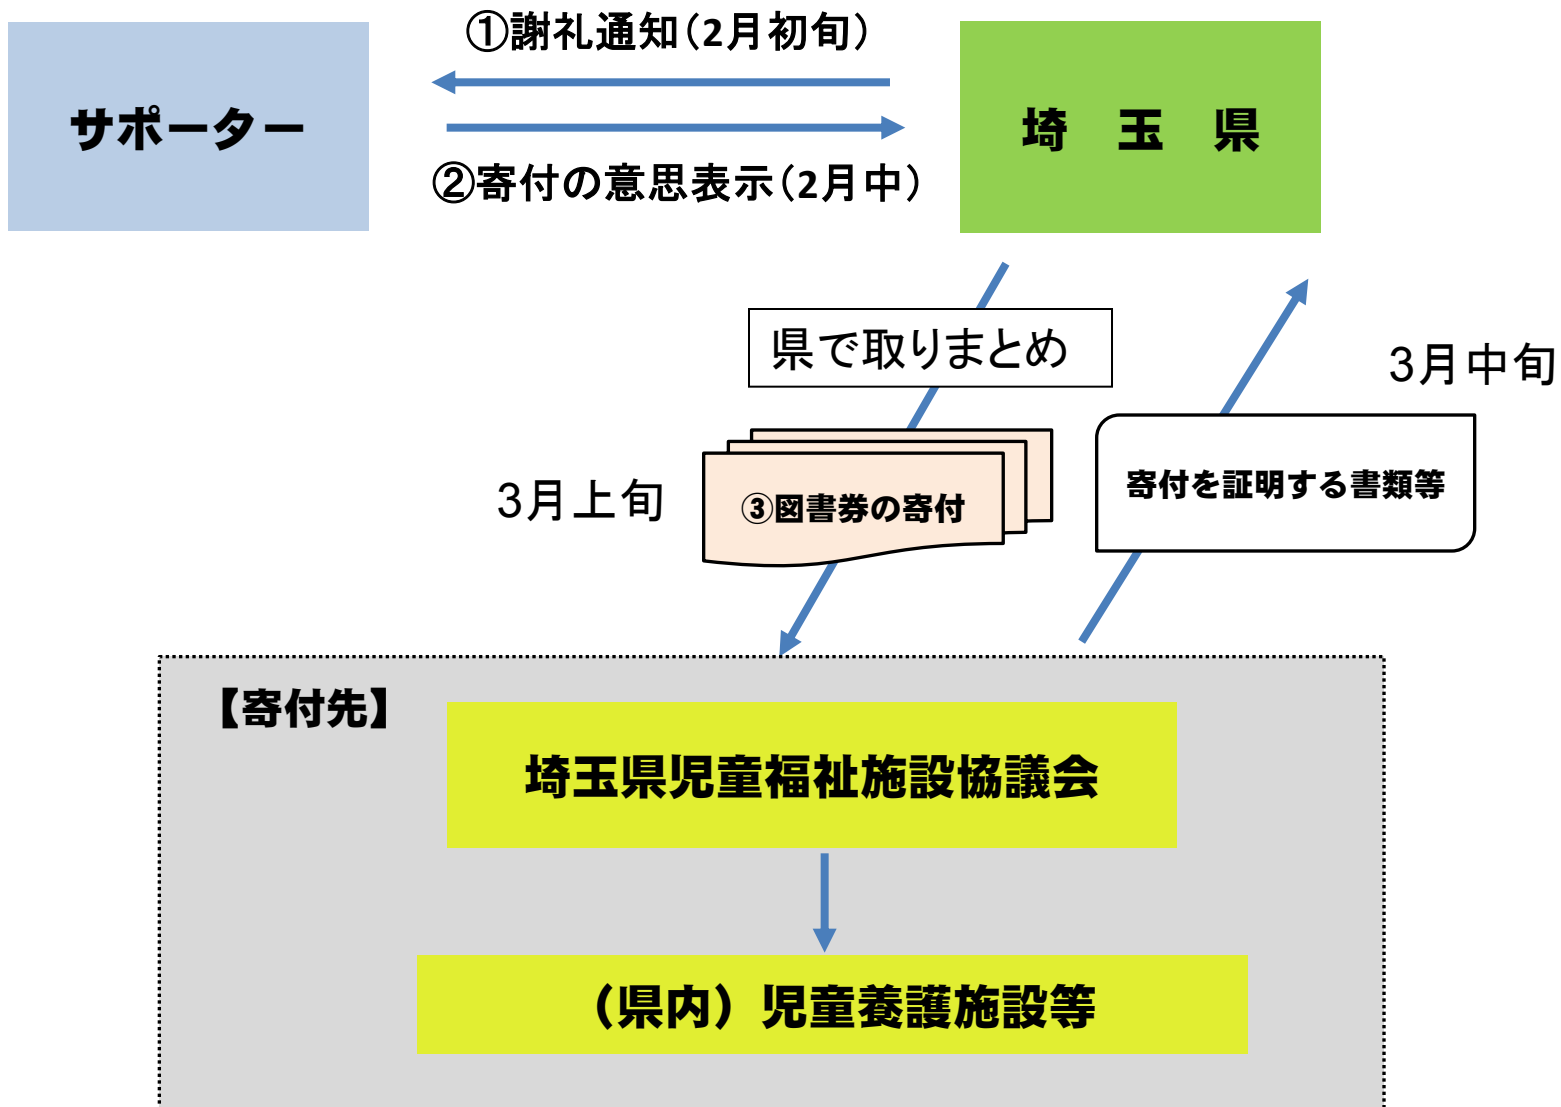 ①謝礼通知（2月初旬）
サポーター
埼　玉　県
②寄付の意思表示（2月中）
県で取りまとめ
3月中旬
3月上旬
③図書券の寄付
寄付を証明する書類等
【寄付先】
埼玉県児童福祉施設協議会
（県内）児童養護施設等